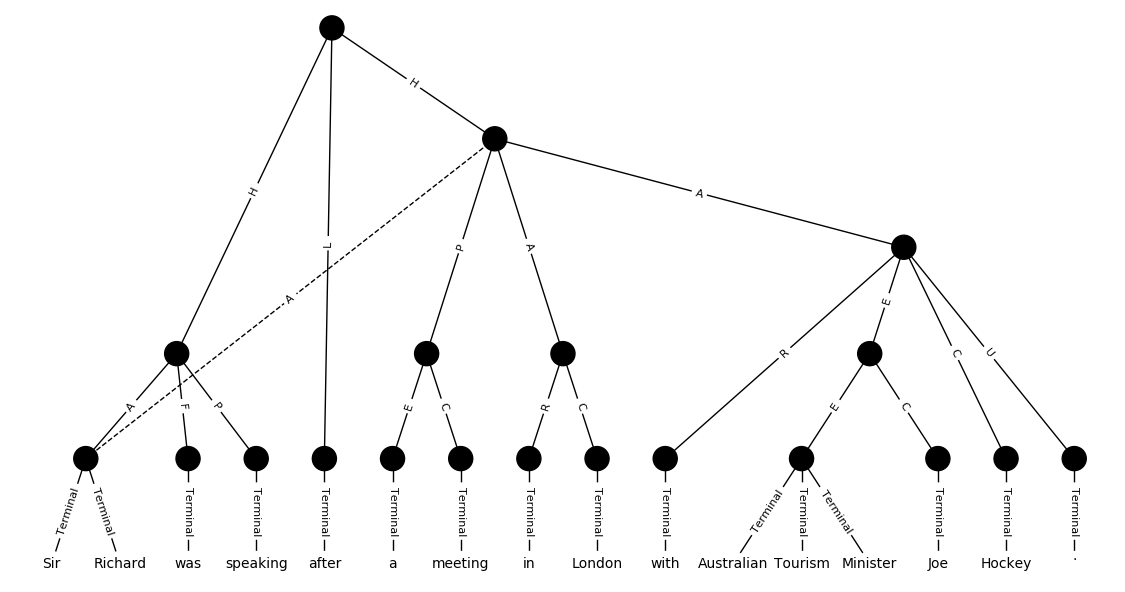 H
H
A
H
L
P
A
A
E
R
C
U
A
F
P
E
C
R
C
E
C
Terminal Terminal Terminal Terminal Terminal Terminal Terminal Terminal Terminal Terminal Terminal Terminal Terminal Terminal Terminal Terminal
Sir Richard was speaking after a meeting in London with Australian Tourism Minister Joe Hockey .